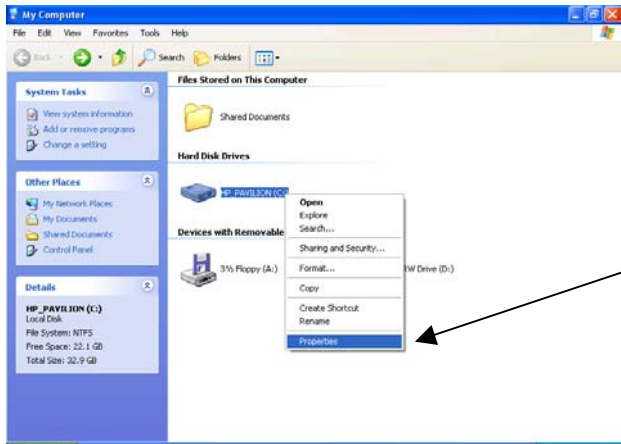 My Computer
File Edit View Favorites Tools Help
Back Search Folders
System Tasks
View system information
Add or remove programs
Change a setting
Other Places
My Network Places
My Documents
Shared Documents
Control Panel
Details
HP_PAVILION (C:)
Local Disk
File System: NTFS
Free Space: 22.1 GB
Total Size: 32.9 GB
Files Stored on This Computer
Shared Documents
Hard Disk Drives
HP_PAVILION (C:)
Devices with Removable
3½ Floppy (A:)
RW Drive (D:)
Open
Explore
Search...
Sharing and Security...
Format...
Copy
Create Shortcut
Rename
Properties